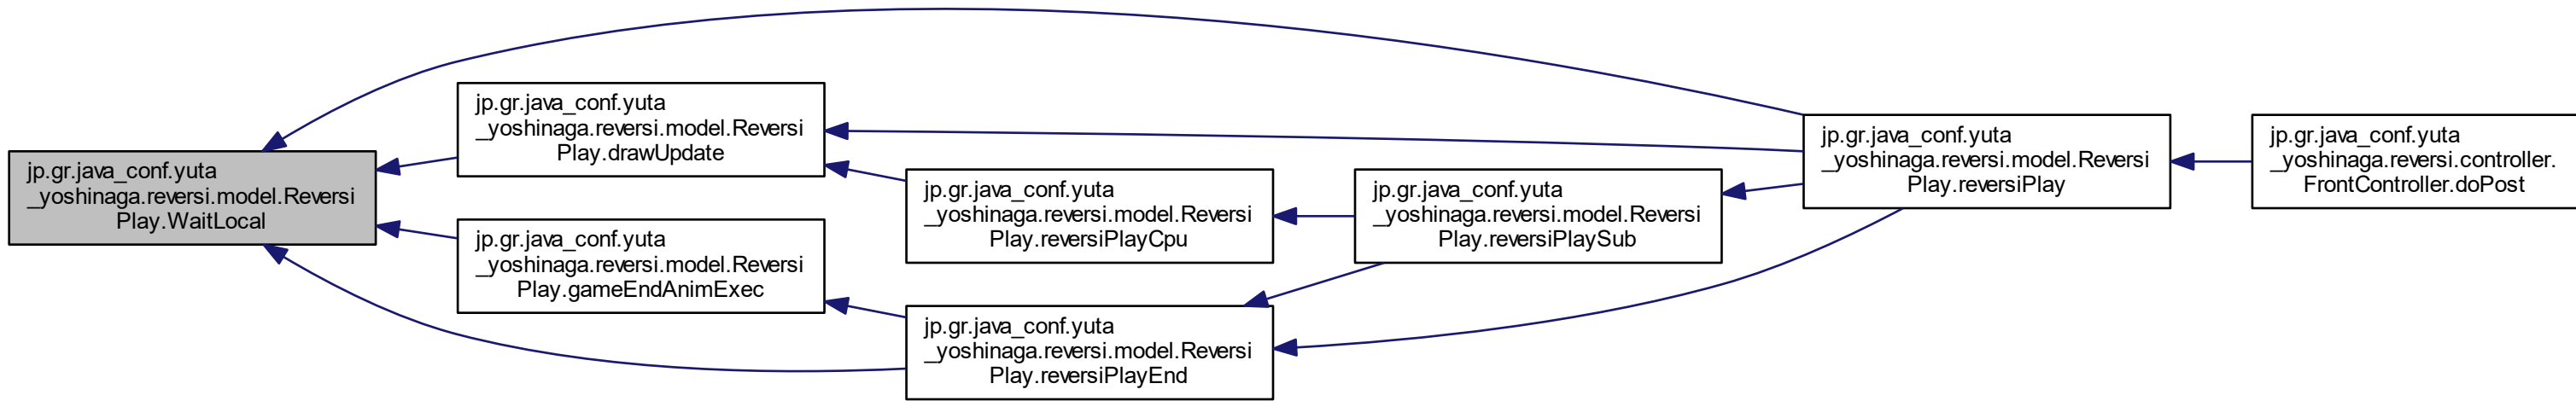 jp.gr.java_conf.yuta
_yoshinaga.reversi.model.Reversi
Play.WaitLocal
jp.gr.java_conf.yuta
_yoshinaga.reversi.model.Reversi
Play.drawUpdate
jp.gr.java_conf.yuta
_yoshinaga.reversi.model.Reversi
Play.gameEndAnimExec
jp.gr.java_conf.yuta
_yoshinaga.reversi.model.Reversi
Play.reversiPlayCpu
jp.gr.java_conf.yuta
_yoshinaga.reversi.model.Reversi
Play.reversiPlayEnd
jp.gr.java_conf.yuta
_yoshinaga.reversi.model.Reversi
Play.reversiPlaySub
jp.gr.java_conf.yuta
_yoshinaga.reversi.model.Reversi
Play.reversiPlay
jp.gr.java_conf.yuta
_yoshinaga.reversi.controller.
FrontController.doPost